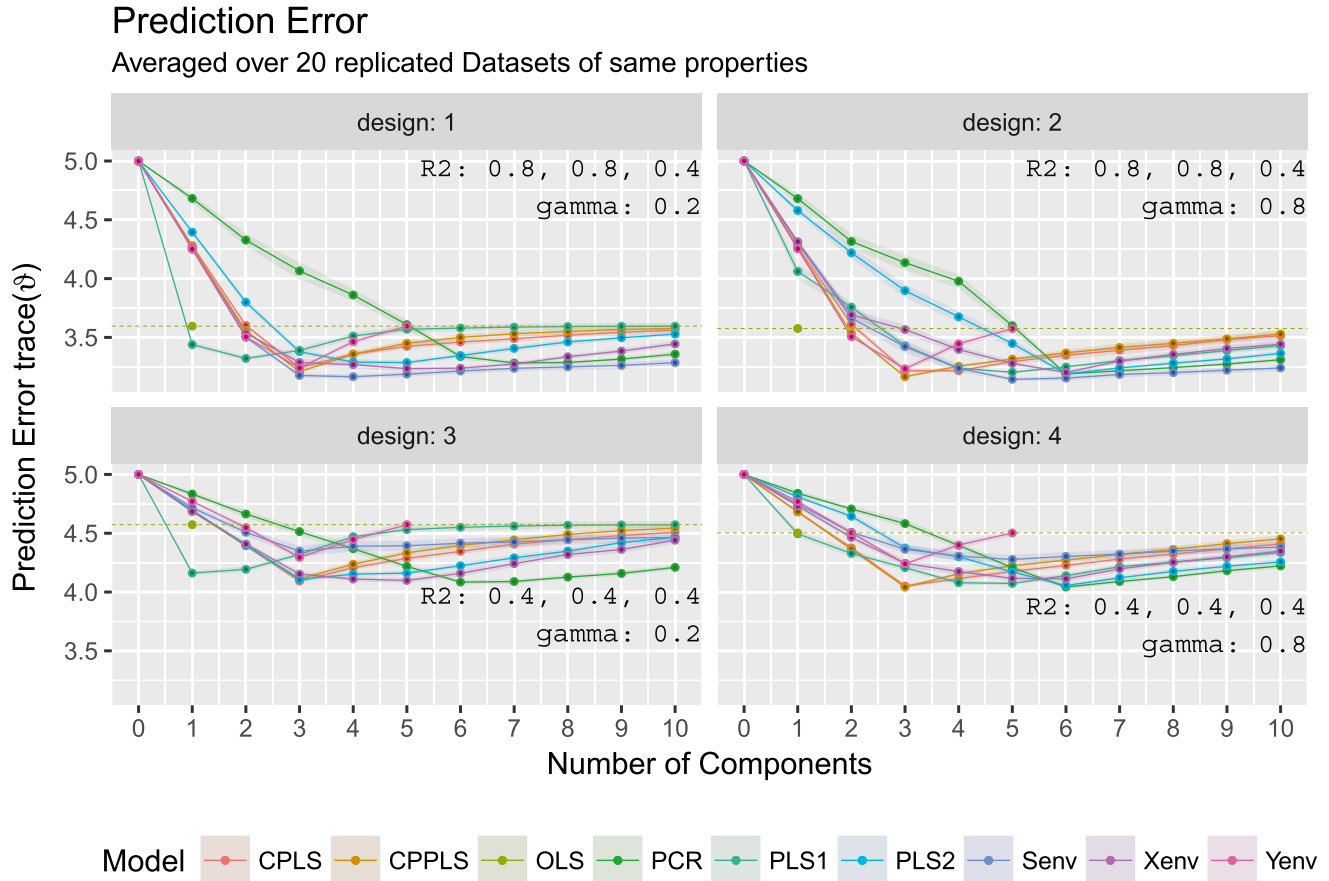 Prediction Error
Averaged over 20 replicated Datasets of same properties
design: 1
design: 2
R2: 0.8, 0.8, 0.4
gamma: 0.2
R2: 0.8, 0.8, 0.4
gamma: 0.8
5.0
4.5
4.0
3.5
design: 3
design: 4
R2: 0.4, 0.4, 0.4
gamma: 0.2
R2: 0.4, 0.4, 0.4
gamma: 0.8
5.0
4.5
4.0
3.5
0 1 2 3 4 5 6 7 8 9 10
0 1 2 3 4 5 6 7 8 9 10
Prediction Error trace(ϑ)
Number of Components
Model CPLS CPPLS OLS PCR PLS1 PLS2 Senv Xenv Yenv